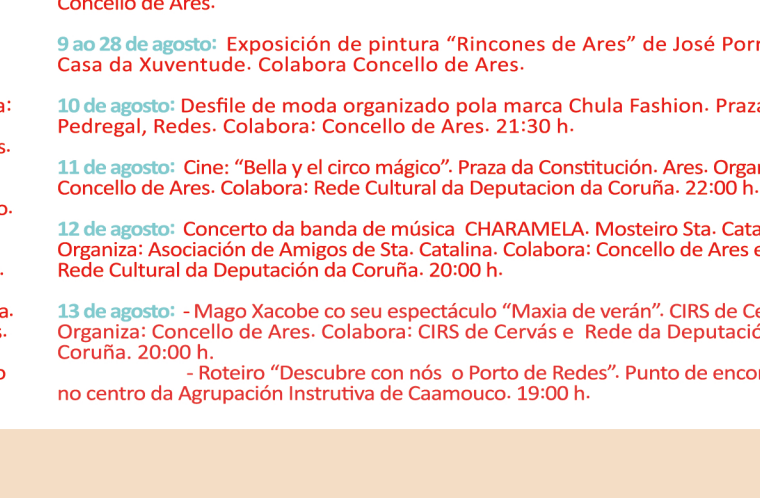 Concello de Ares.
9 ao 28 de agosto: Exposición de pintura “Rincones de Ares” de José
Casa da Xuventude. Colabora Concello de Ares.
10 de agosto: Desfile de moda organizado pola marca Chula Fashion. Praza
Pedregal, Redes. Colabora: Concello de Ares. 21:30 h.
11 de agosto: Cine: “Bella y el circo mágico”. Praza da Constitución. Ares.
Concello de Ares. Colabora: Rede Cultural da Deputacion da Coruña. 22:00 h.
12 de agosto: Concerto da banda de música CHARAMELA. Mosteiro Sta.
Organiza: Asociación de Amigos de Sta. Catalina. Colabora: Concello de Ares e
Rede Cultural da Deputación da Coruña. 20:00 h.
13 de agosto: - Mago Xacobe co seu espectáculo “Maxia de verán”. CIRS de
Organiza: Concello de Ares. Colabora: CIRS de Cervás e Rede da
Coruña. 20:00 h.
- Roteiro “Descubre con nós o Porto de Redes”. Punto de
no centro da Agrupación Instrutiva de Caamouco. 19:00 h.